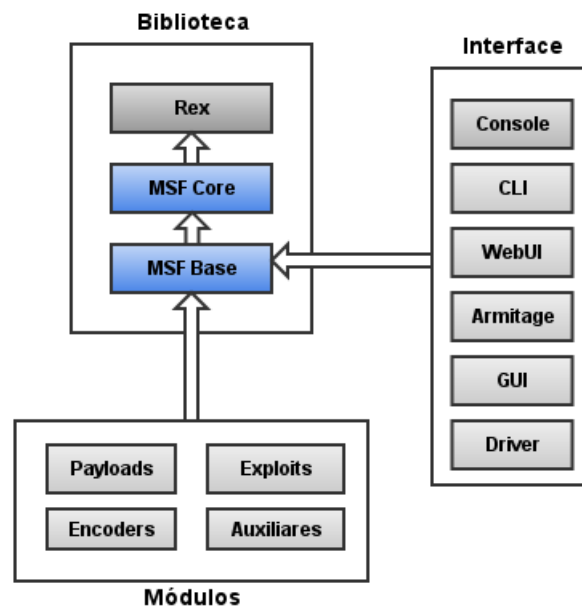 Biblioteca
Rex
MSF Core
MSF Base
Interface
Console
CLI
WebUI
Armitage
GUI
Driver
Payloads
Exploits
Encoders
Auxiliares
Módulos